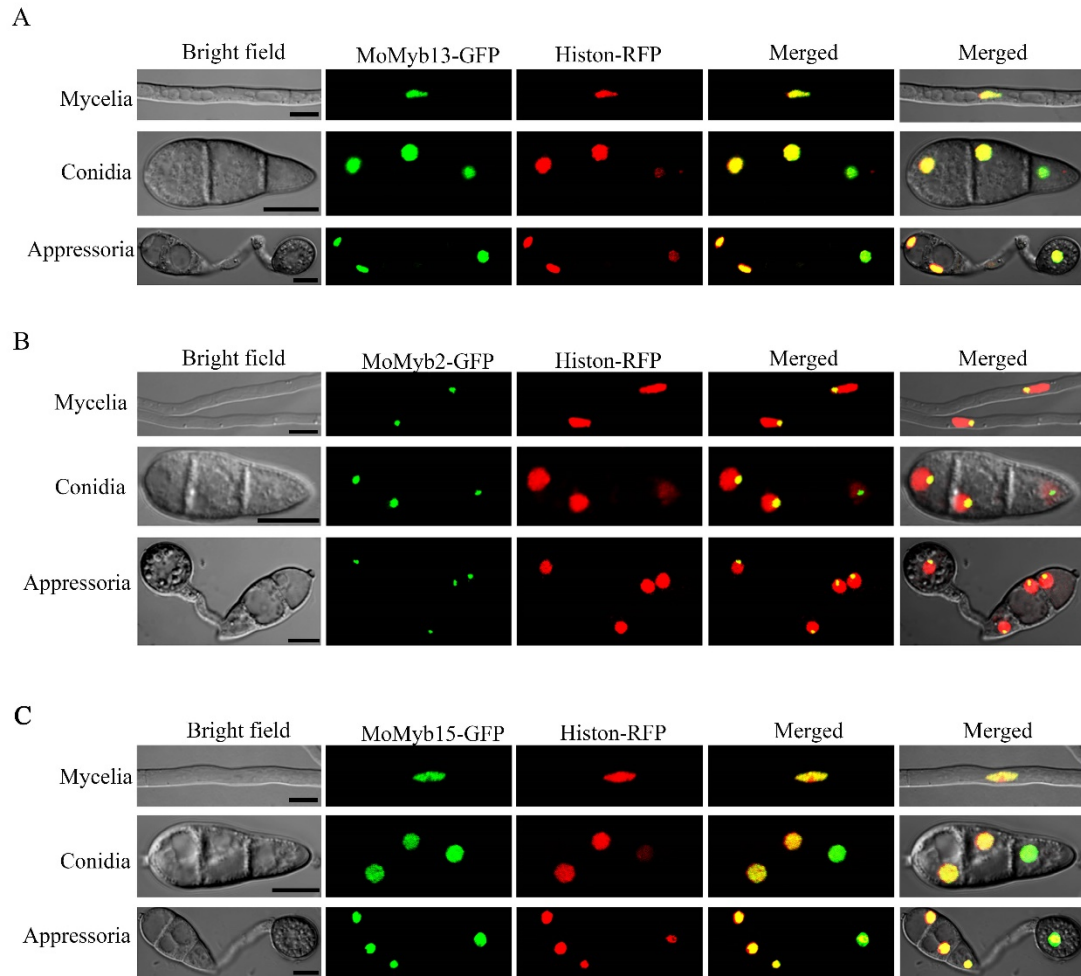 A
Bright field MoMyb13-GFP Histon-RFP Merged Merged
Mycelia
Conidia
Appressoria
B
Bright field MoMyb2-GFP Histon-RFP Merged Merged
Mycelia
Conidia
Appressoria
C
Bright field MoMyb15-GFP Histon-RFP Merged Merged
Mycelia
Conidia
Appressoria